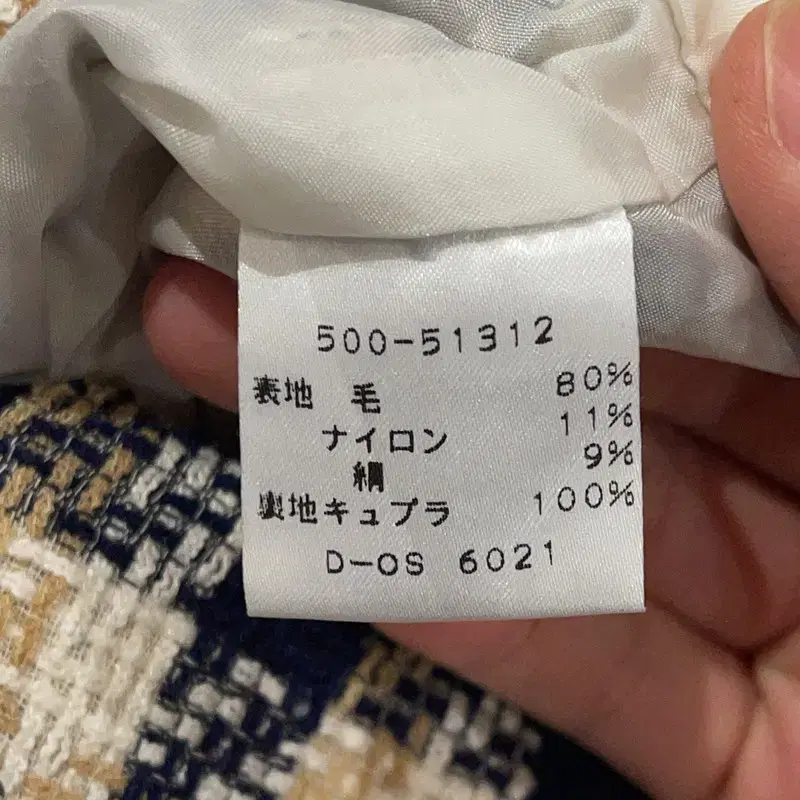 500-51312
表地 毛 80%
ナイロン 11%
絹 9%
裏地キュプラ 100%
D-OS 6021